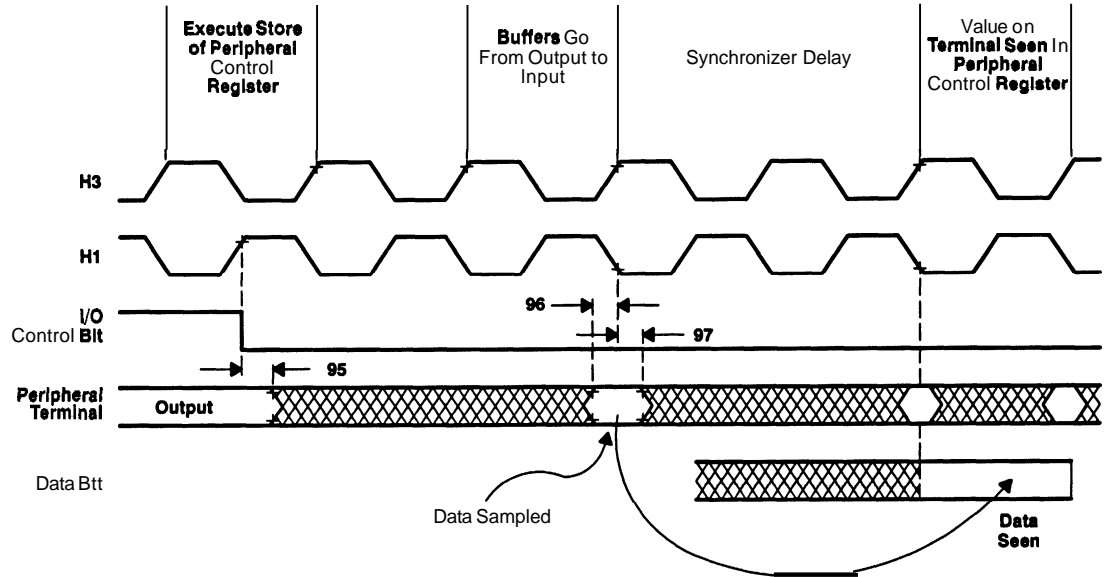 Execute Store
of Peripheral
Control
Register
Buffers Go
From Output to
Input
Synchronizer Delay
Value on
Terminal Seen In
Peripheral
Control Register
H3
H1
I/O
Control Bit
96
97
95
Peripheral
Terminal
Output
Data Btt
Data Sampled
Data
Seen